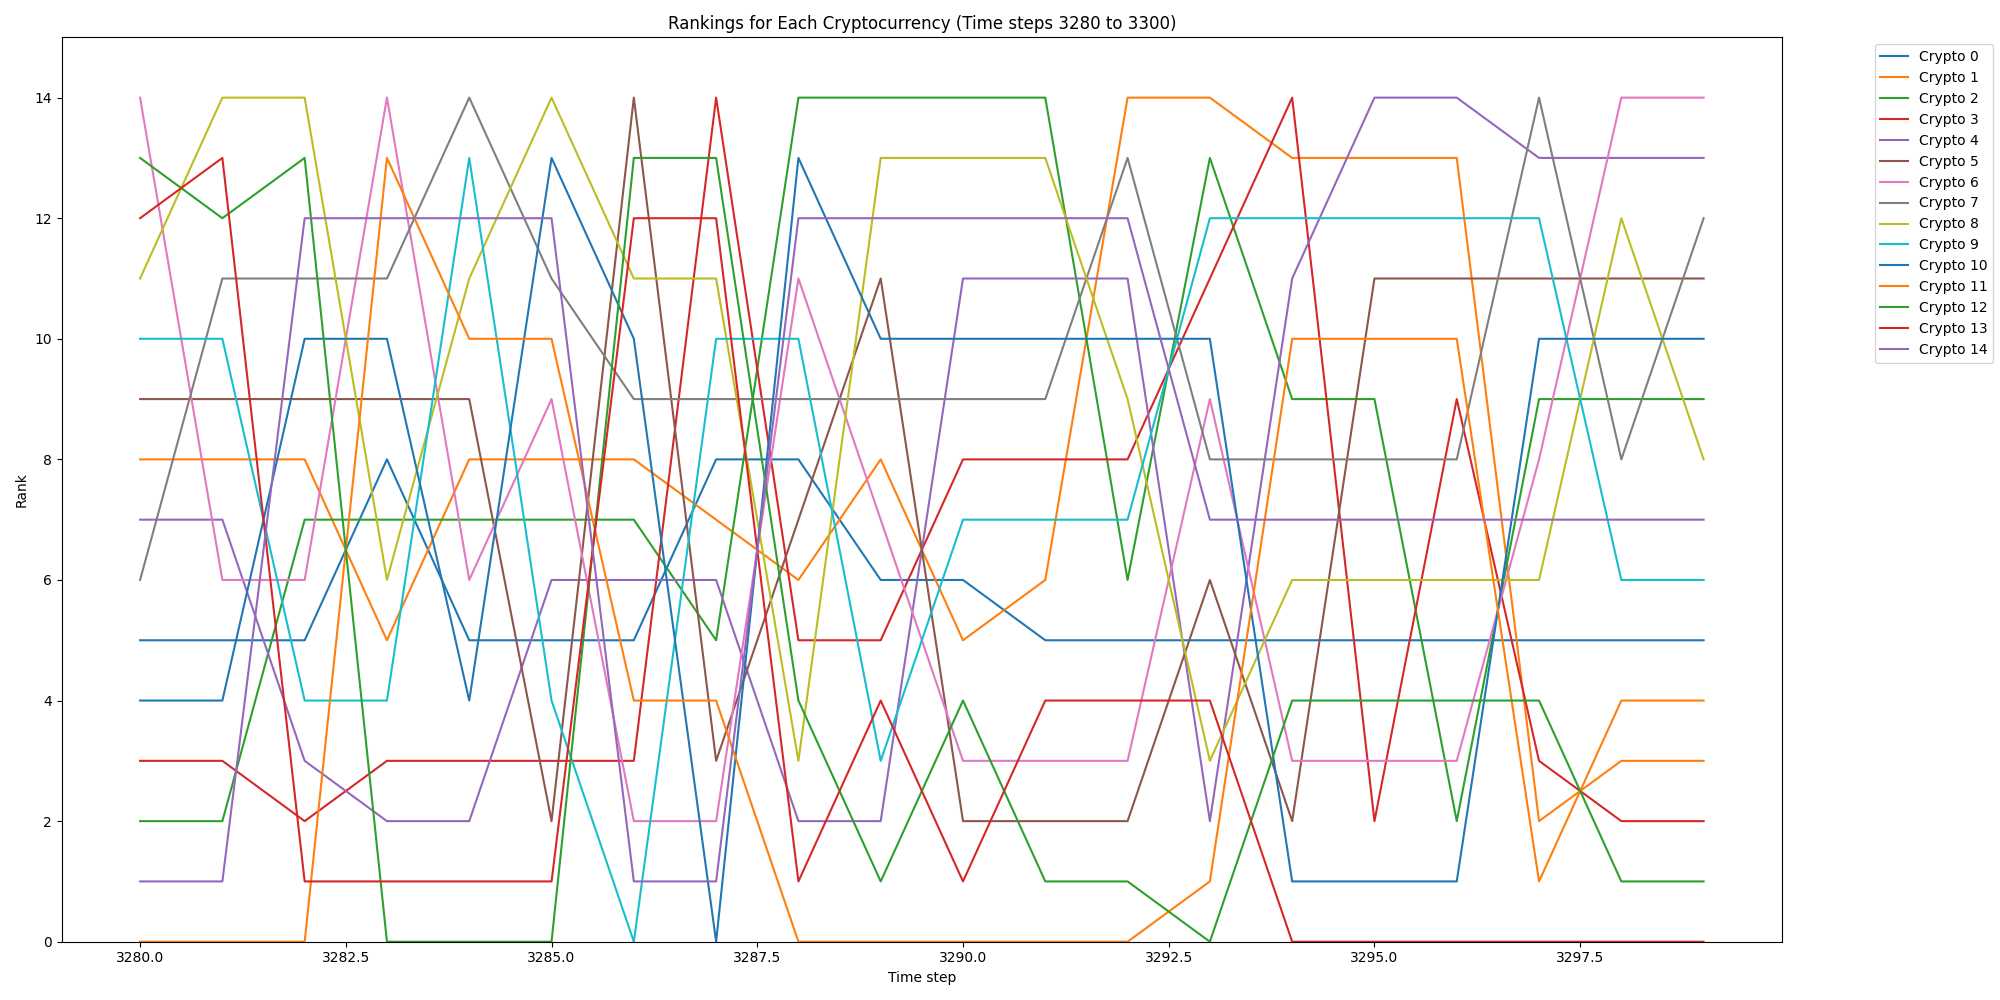 Rankings for Each Cryptocurrency (Time steps 3280 to 3300)
14
12
10
8
6
4
2
0
Rank
3280.0 3282.5 3285.0 3287.5 3290.0 3292.5 3295.0 3297.5
Time step
Crypto 0
Crypto 1
Crypto 2
Crypto 3
Crypto 4
Crypto 5
Crypto 6
Crypto 7
Crypto 8
Crypto 9
Crypto 10
Crypto 11
Crypto 12
Crypto 13
Crypto 14